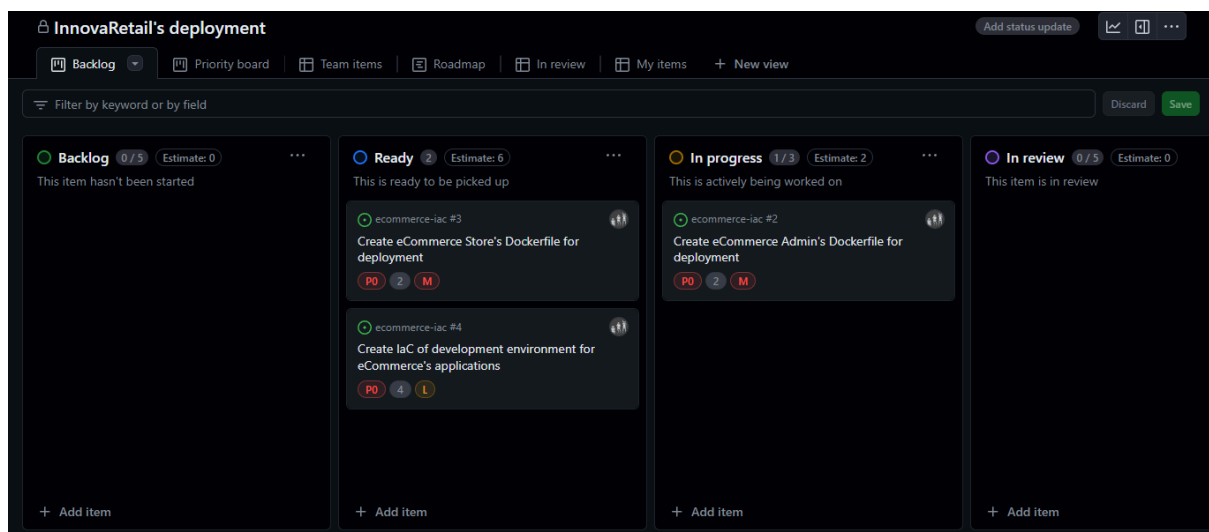 InnovaRetail's deployment
Add status update
Backlog
Priority board
Team items
Roadmap
In review
My items
+ New view
Filter by keyword or by field
Discard
Save
Backlog 0 / 5 Estimate: 0
This item hasn't been started
+ Add item
Ready 2 Estimate: 6
This is ready to be picked up
ecommerce-iac #3
Create eCommerce Store's Dockerfile for
deployment
P0 2 M
ecommerce-iac #4
Create IaC of development environment for
eCommerce's applications
P0 4 L
+ Add item
In progress 1 / 3 Estimate: 2
This is actively being worked on
ecommerce-iac #2
Create eCommerce Admin's Dockerfile for
deployment
P0 2 M
+ Add item
In review 0 / 5 Estimate: 0
This item is in review
+ Add item